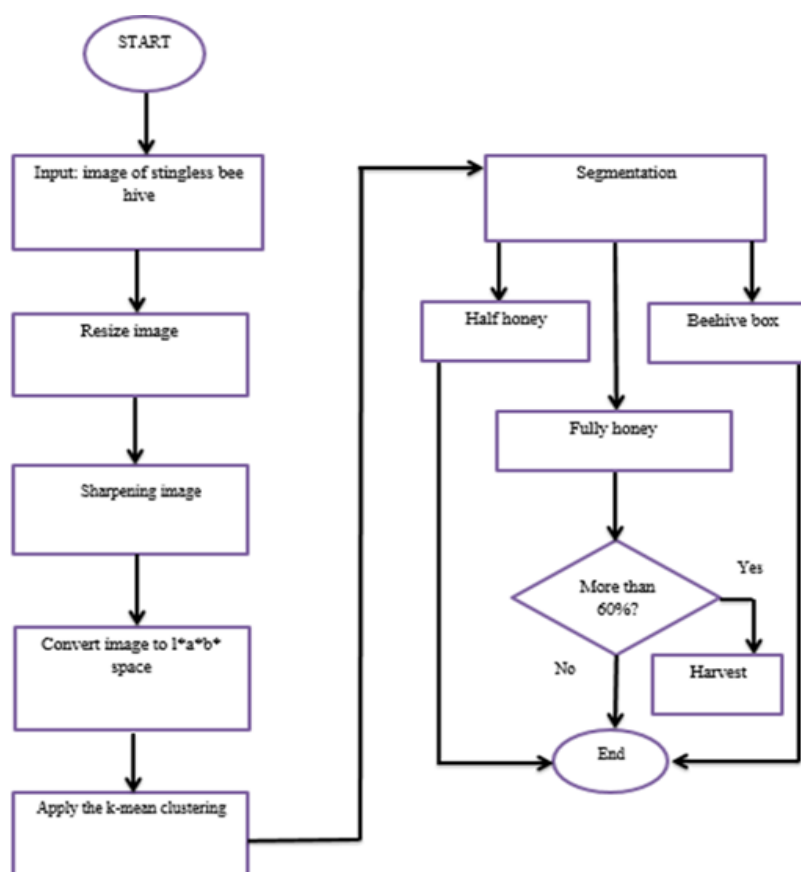 START
Input: image of stingless bee
hive
Resize image
Sharpening image
Convert image to l*a*b*
space
Apply the k-mean clustering
Segmentation
Half honey
Beehive box
Fully honey
More than
60%?
Yes
No
Harvest
End